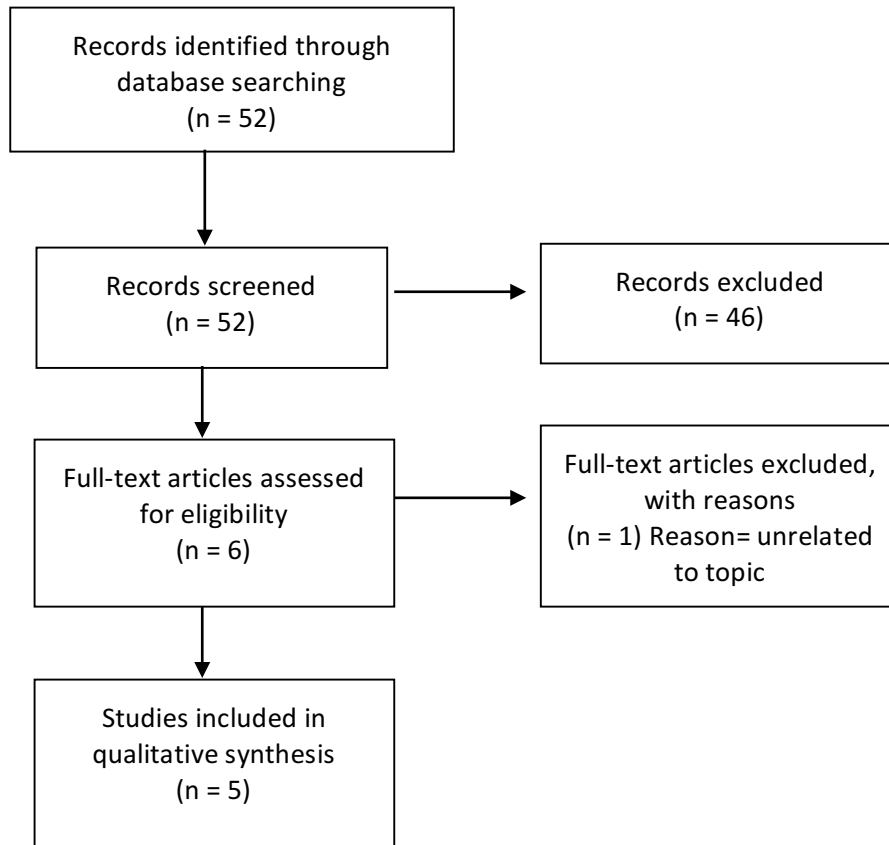 Records identified through
database searching
(n = 52)
Records screened
(n = 52)
Records excluded
(n = 46)
Full-text articles assessed
for eligibility
(n = 6)
Full-text articles excluded,
with reasons
(n = 1) Reason= unrelated
to topic
Studies included in
qualitative synthesis
(n = 5)